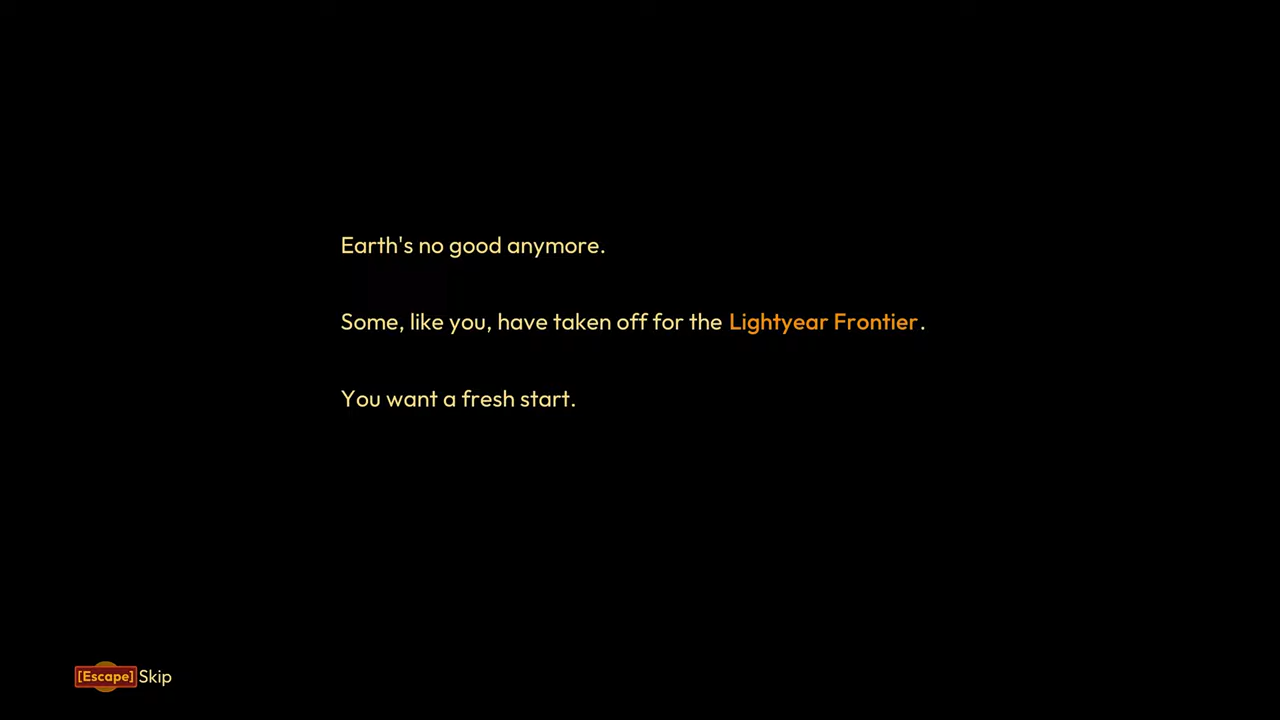 Earth's no good anymore.
Some, like you, have taken off for the Lightyear Frontier.
You want a fresh start.
[Escape] Skip